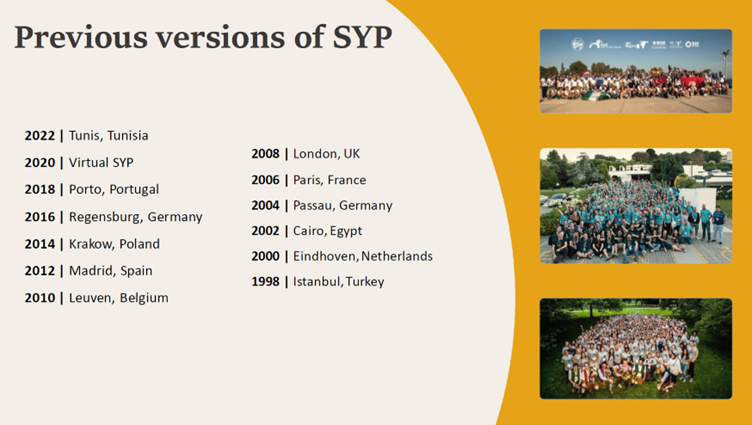 Previous versions of SYP
2022 | Tunis, Tunisia
2020 | Virtual SYP
2018 | Porto, Portugal
2016 | Regensburg, Germany
2014 | Krakow, Poland
2012 | Madrid, Spain
2010 | Leuven, Belgium
2008 | London, UK
2006 | Paris, France
2004 | Passau, Germany
2002 | Cairo, Egypt
2000 | Eindhoven, Netherlands
1998 | Istanbul, Turkey